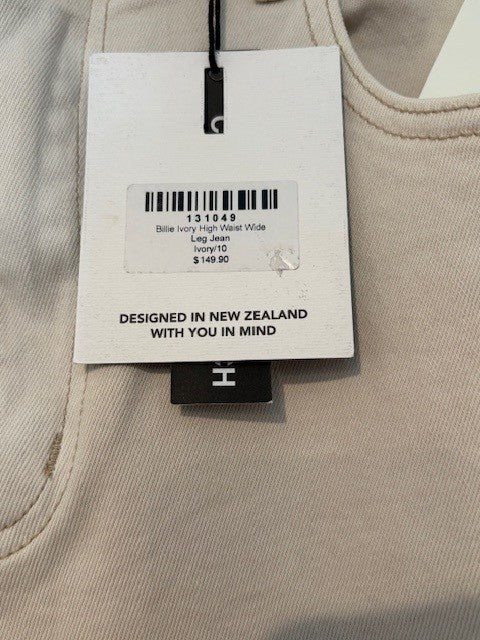 131049
Billie Ivory High Waist Wide
Leg Jean
Ivory/10
$149.90
DESIGNED IN NEW ZEALAND
WITH YOU IN MIND
H